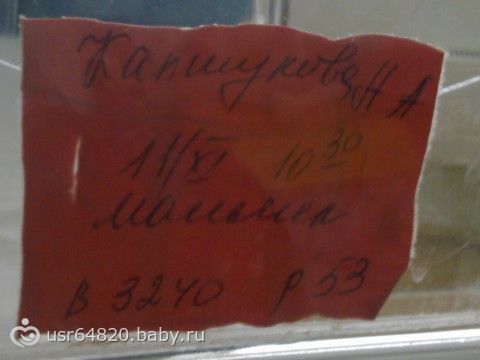 Капшукова Н А
11/XI 10 30
мальчик
В 3240 р 53
usr64820.baby.ru